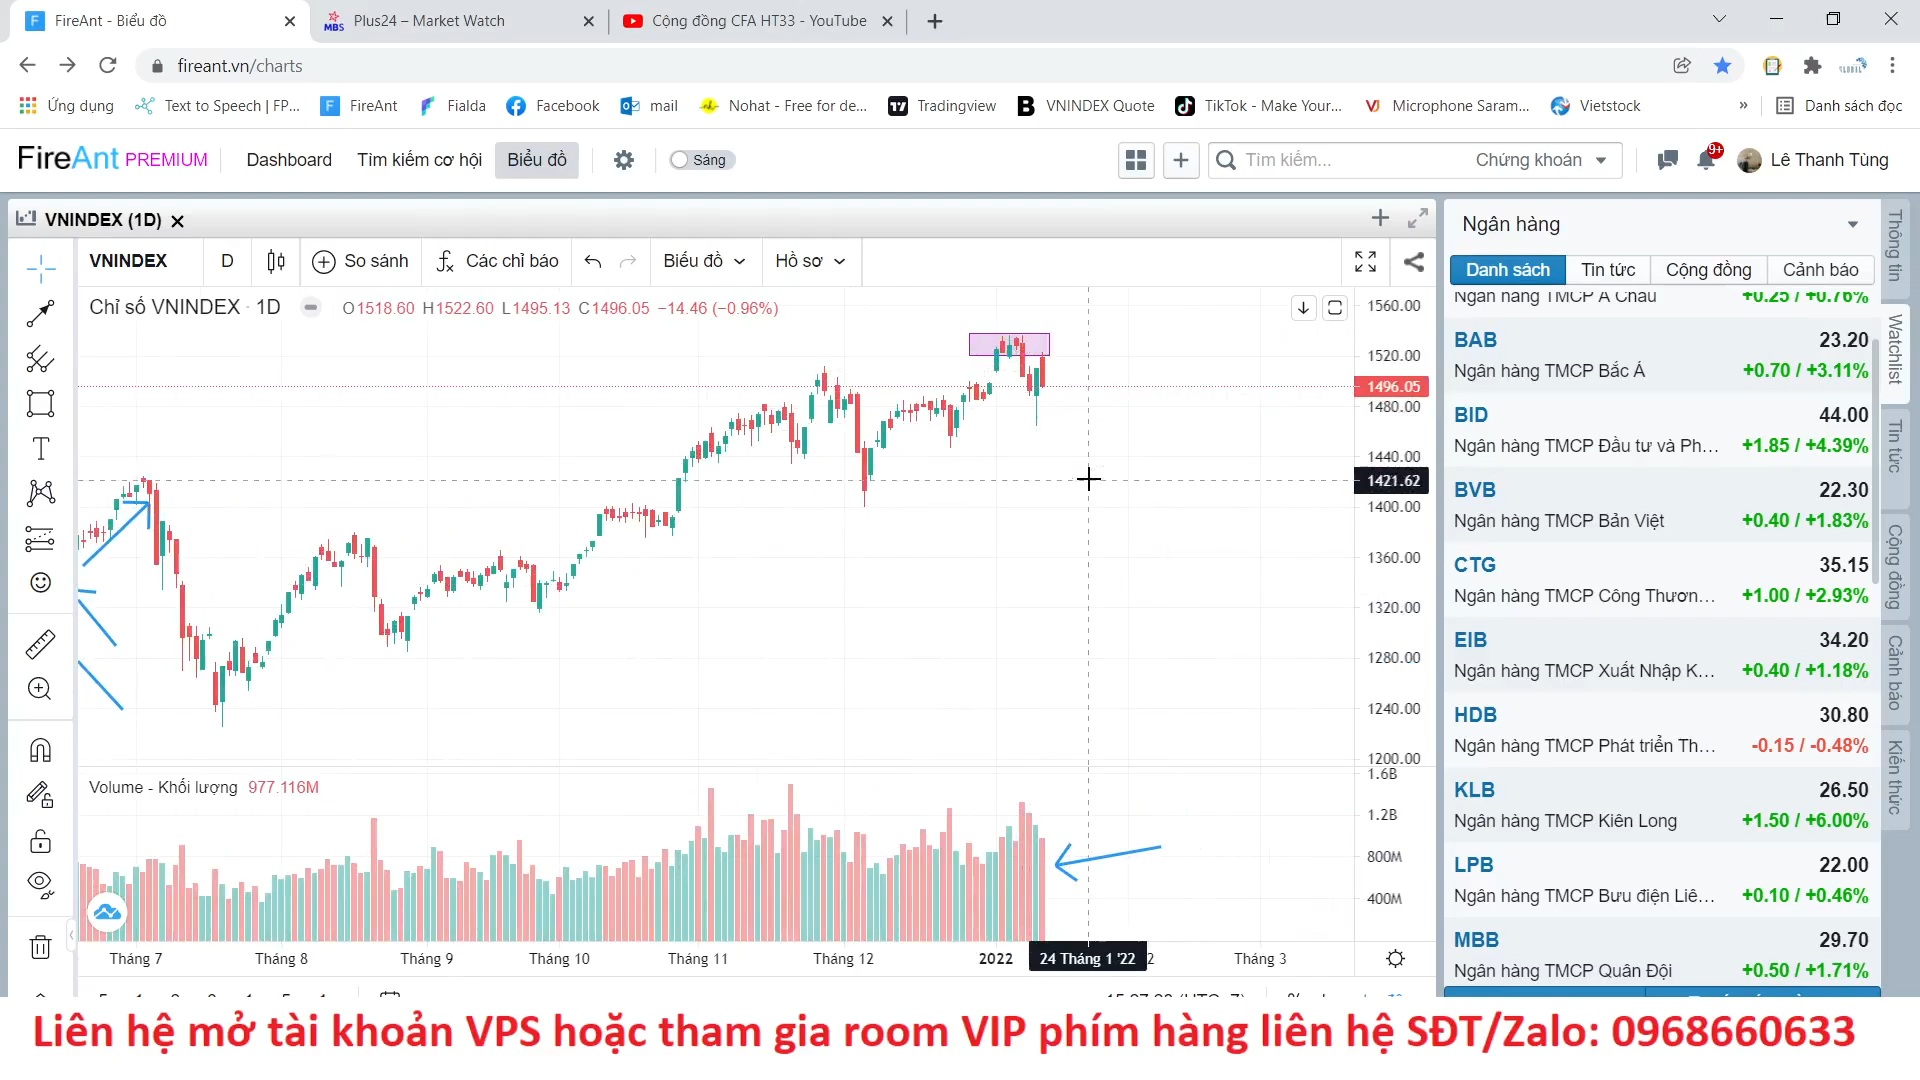 FireAnt - Biểu đồ
Plus24 – Market Watch
Cộng đồng CFA HT33 - YouTube
fireant.vn/charts
Ứng dụng
Text to Speech | FP...
FireAnt
Fialda
Facebook
mail
Nohat - Free for de...
Tradingview
VNINDEX Quote
TikTok - Make Your...
Microphone Saram...
Vietstock
»
Danh sách đọc
FireAnt PREMIUM
Dashboard
Tìm kiếm cơ hội
Biểu đồ
Sáng
Tìm kiếm...
Chứng khoán
9+
Lê Thanh Tùng
VNINDEX (1D)
VNINDEX
D
So sánh
Các chỉ báo
Biểu đồ
Hồ sơ
Chỉ số VNINDEX · 1D
O1518.60 H1522.60 L1495.13 C1496.05 −14.46 (−0.96%)
1560.00
1520.00
1496.05
1480.00
1440.00
1421.62
1400.00
1360.00
1320.00
1280.00
1240.00
1200.00
Volume - Khối lượng 977.116M
1.6B
1.2B
800M
400M
Tháng 7
Tháng 8
Tháng 9
Tháng 10
Tháng 11
Tháng 12
2022
24 Tháng 1 '22
2
Tháng 3
Ngân hàng
Danh sách
Tin tức
Cộng đồng
Cảnh báo
Ngân hàng TMCP Á Châu +0.25 / +0.76%
BAB 23.20
Ngân hàng TMCP Bắc Á +0.70 / +3.11%
BID 44.00
Ngân hàng TMCP Đầu tư và Ph... +1.85 / +4.39%
BVB 22.30
Ngân hàng TMCP Bản Việt +0.40 / +1.83%
CTG 35.15
Ngân hàng TMCP Công Thươn... +1.00 / +2.93%
EIB 34.20
Ngân hàng TMCP Xuất Nhập K... +0.40 / +1.18%
HDB 30.80
Ngân hàng TMCP Phát triển Th... -0.15 / -0.48%
KLB 26.50
Ngân hàng TMCP Kiên Long +1.50 / +6.00%
LPB 22.00
Ngân hàng TMCP Bưu điện Liê... +0.10 / +0.46%
MBB 29.70
Ngân hàng TMCP Quân Đội +0.50 / +1.71%
Thông tin
Watchlist
Tin tức
Cộng đồng
Cảnh báo
Kiến thức
Liên hệ mở tài khoản VPS hoặc tham gia room VIP phím hàng liên hệ SĐT/Zalo: 0968660633